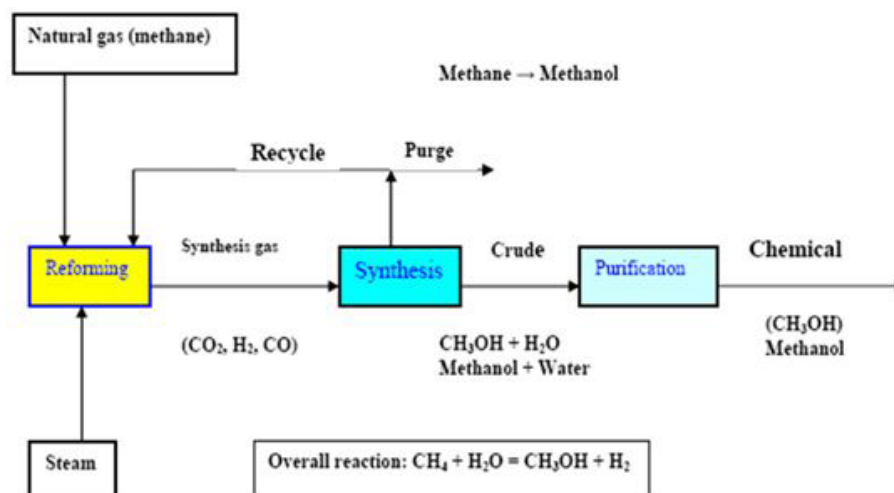 Natural gas (methane)
Methane → Methanol
Recycle
Purge
Reforming
Synthesis gas
Synthesis
Crude
Purification
Chemical
(CO₂, H₂, CO)
CH₃OH + H₂O
Methanol + Water
(CH₃OH)
Methanol
Steam
Overall reaction: CH₄ + H₂O = CH₃OH + H₂